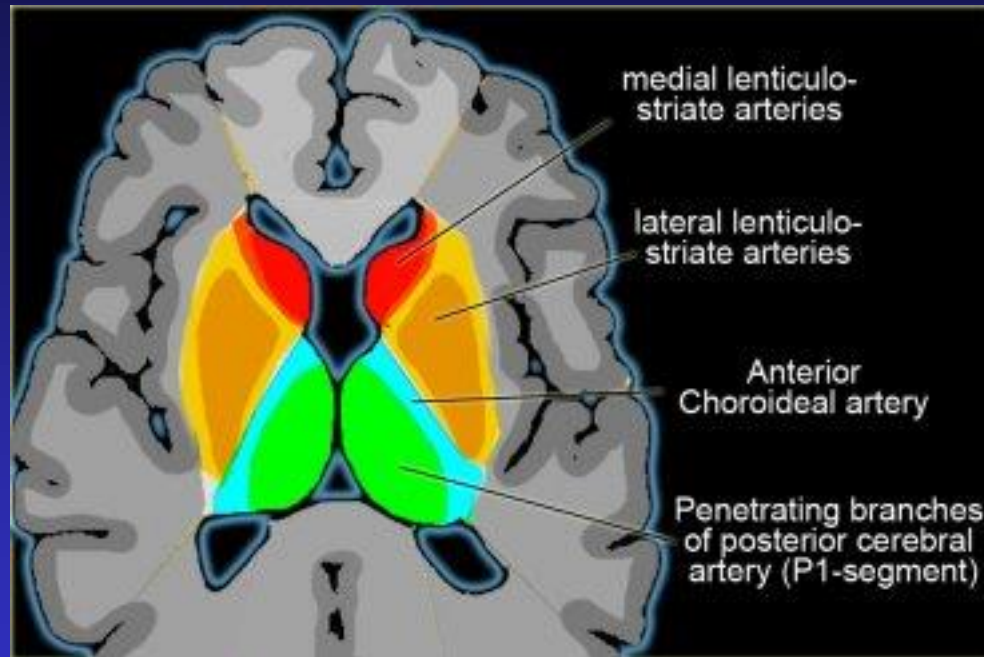 medial lenticulo-
striate arteries
lateral lenticulo-
striate arteries
Anterior
Choroideal artery
Penetrating branches
of posterior cerebral
artery (P1-segment)